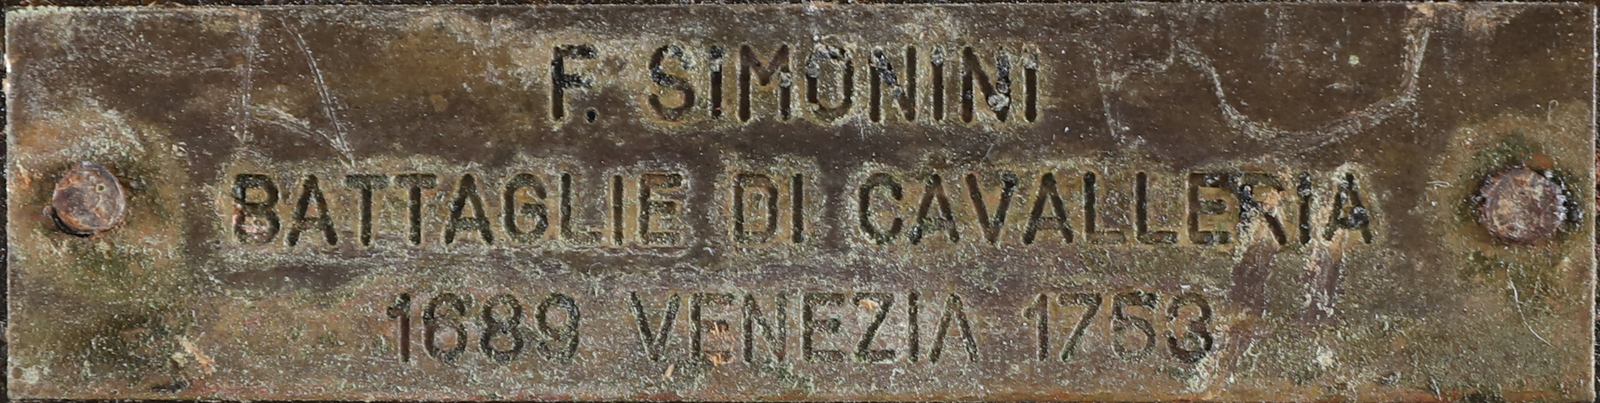 F. SIMONINI
BATTAGLIE DI CAVALLERIA
1689 VENEZIA 1753